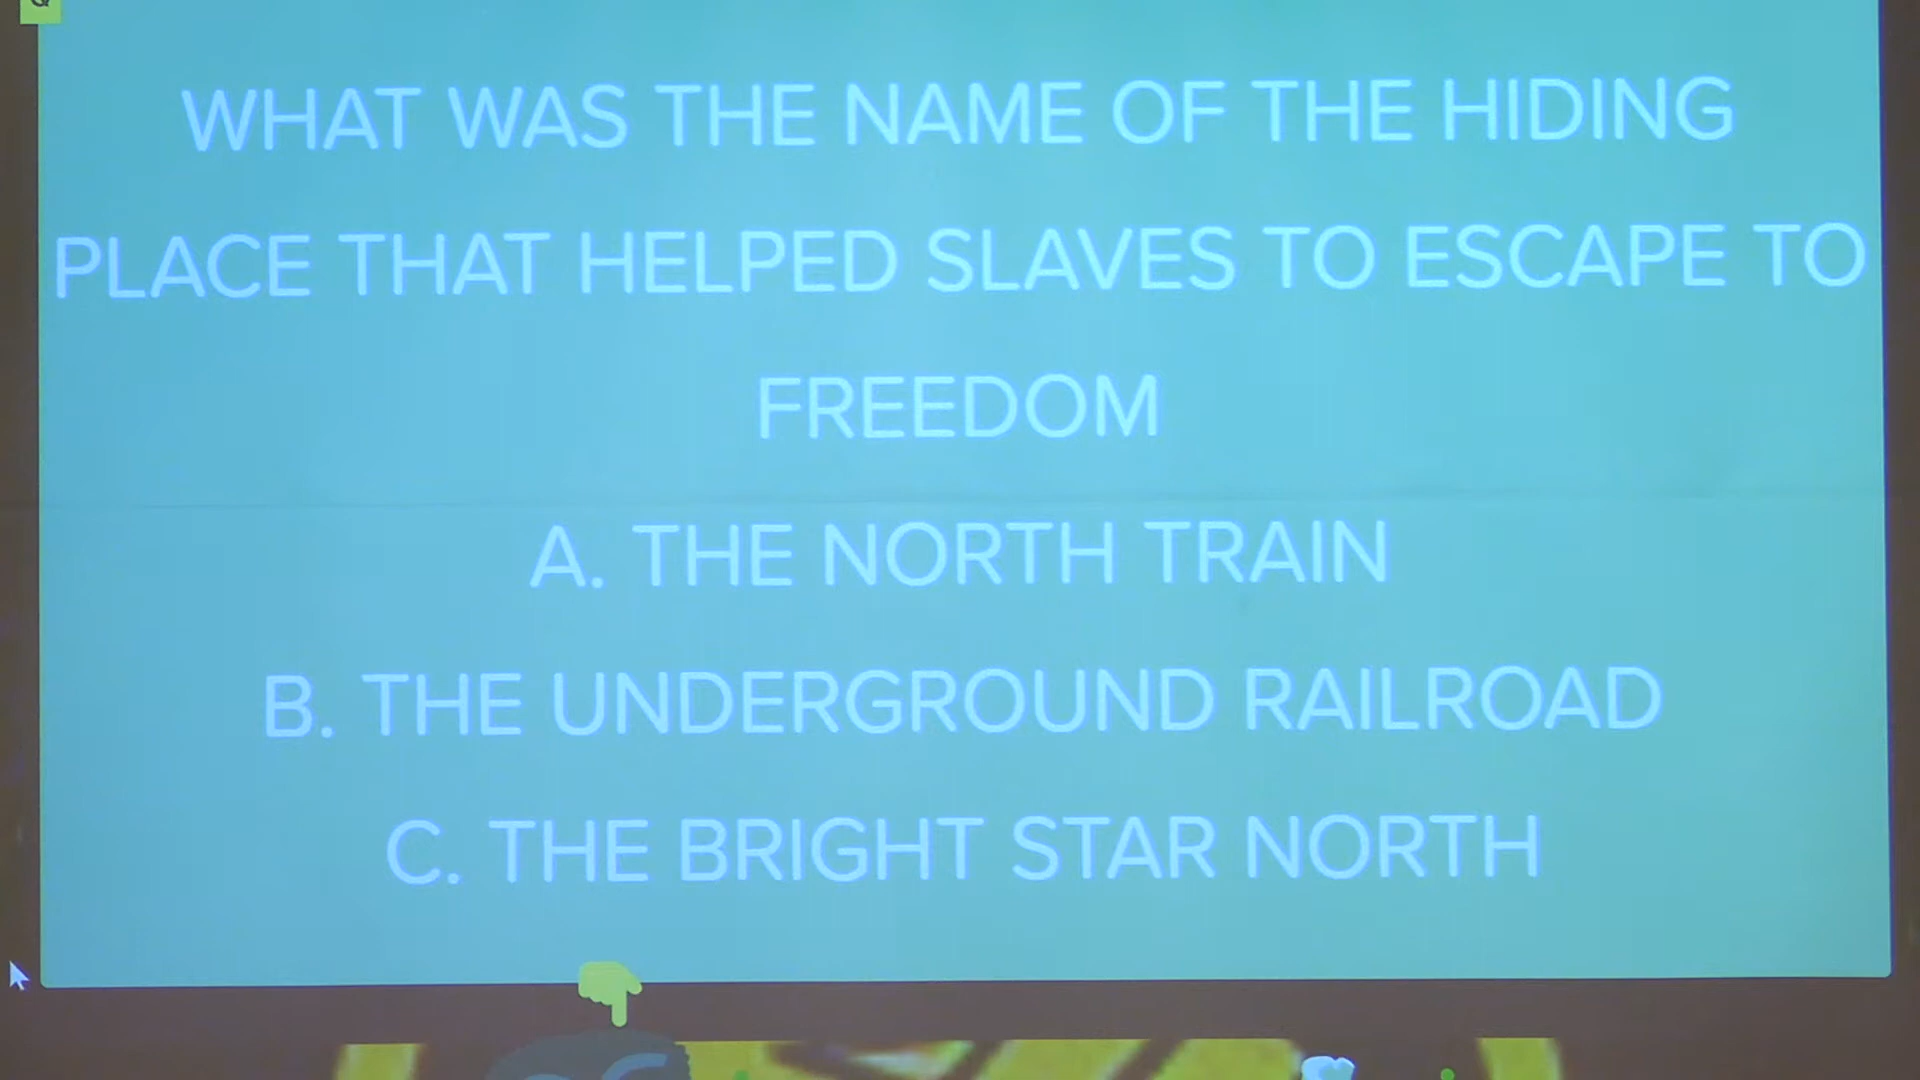 WHAT WAS THE NAME OF THE HIDING
PLACE THAT HELPED SLAVES TO ESCAPE TO
FREEDOM
A. THE NORTH TRAIN
B. THE UNDERGROUND RAILROAD
C. THE BRIGHT STAR NORTH